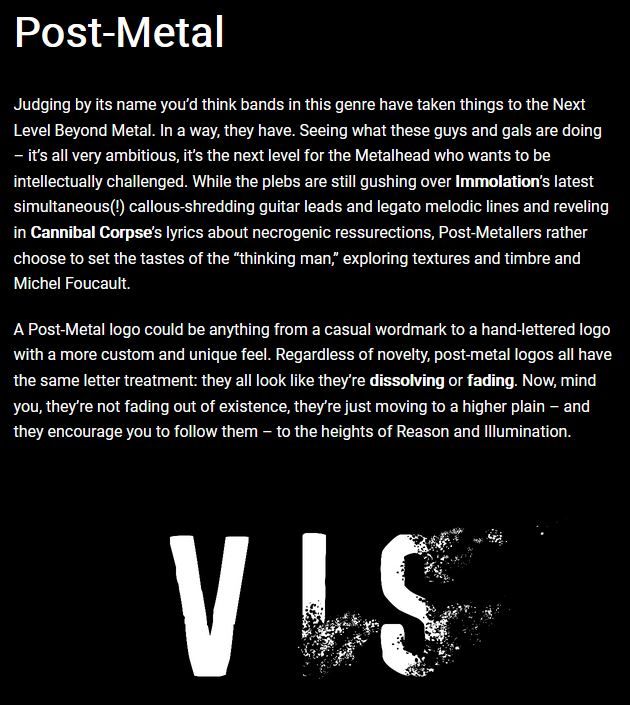 Post-Metal
Judging by its name you’d think bands in this genre have taken things to the Next
Level Beyond Metal. In a way, they have. Seeing what these guys and gals are doing
– it’s all very ambitious, it’s the next level for the Metalhead who wants to be
intellectually challenged. While the plebs are still gushing over Immolation’s latest
simultaneous(!) callous-shredding guitar leads and legato melodic lines and reveling
in Cannibal Corpse’s lyrics about necrogenic ressurections, Post-Metallers rather
choose to set the tastes of the “thinking man,” exploring textures and timbre and
Michel Foucault.
A Post-Metal logo could be anything from a casual wordmark to a hand-lettered logo
with a more custom and unique feel. Regardless of novelty, post-metal logos all have
the same letter treatment: they all look like they’re dissolving or fading. Now, mind
you, they’re not fading out of existence, they’re just moving to a higher plain – and
they encourage you to follow them – to the heights of Reason and Illumination.
VIS